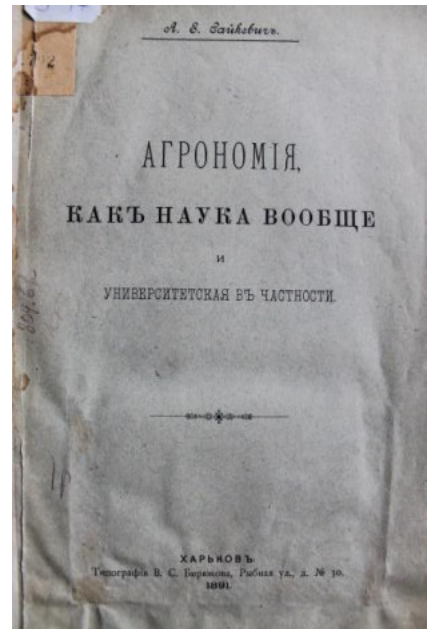 А. Е. Зайкевичъ.
АГРОНОМІЯ,
КАКЪ НАУКА ВООБЩЕ
И
УНИВЕРСИТЕТСКАЯ ВЪ ЧАСТНОСТИ.
ХАРЬКОВЪ.
Типографія В. С. Бирюкова, Рыбная ул., д. № 30.
1891.